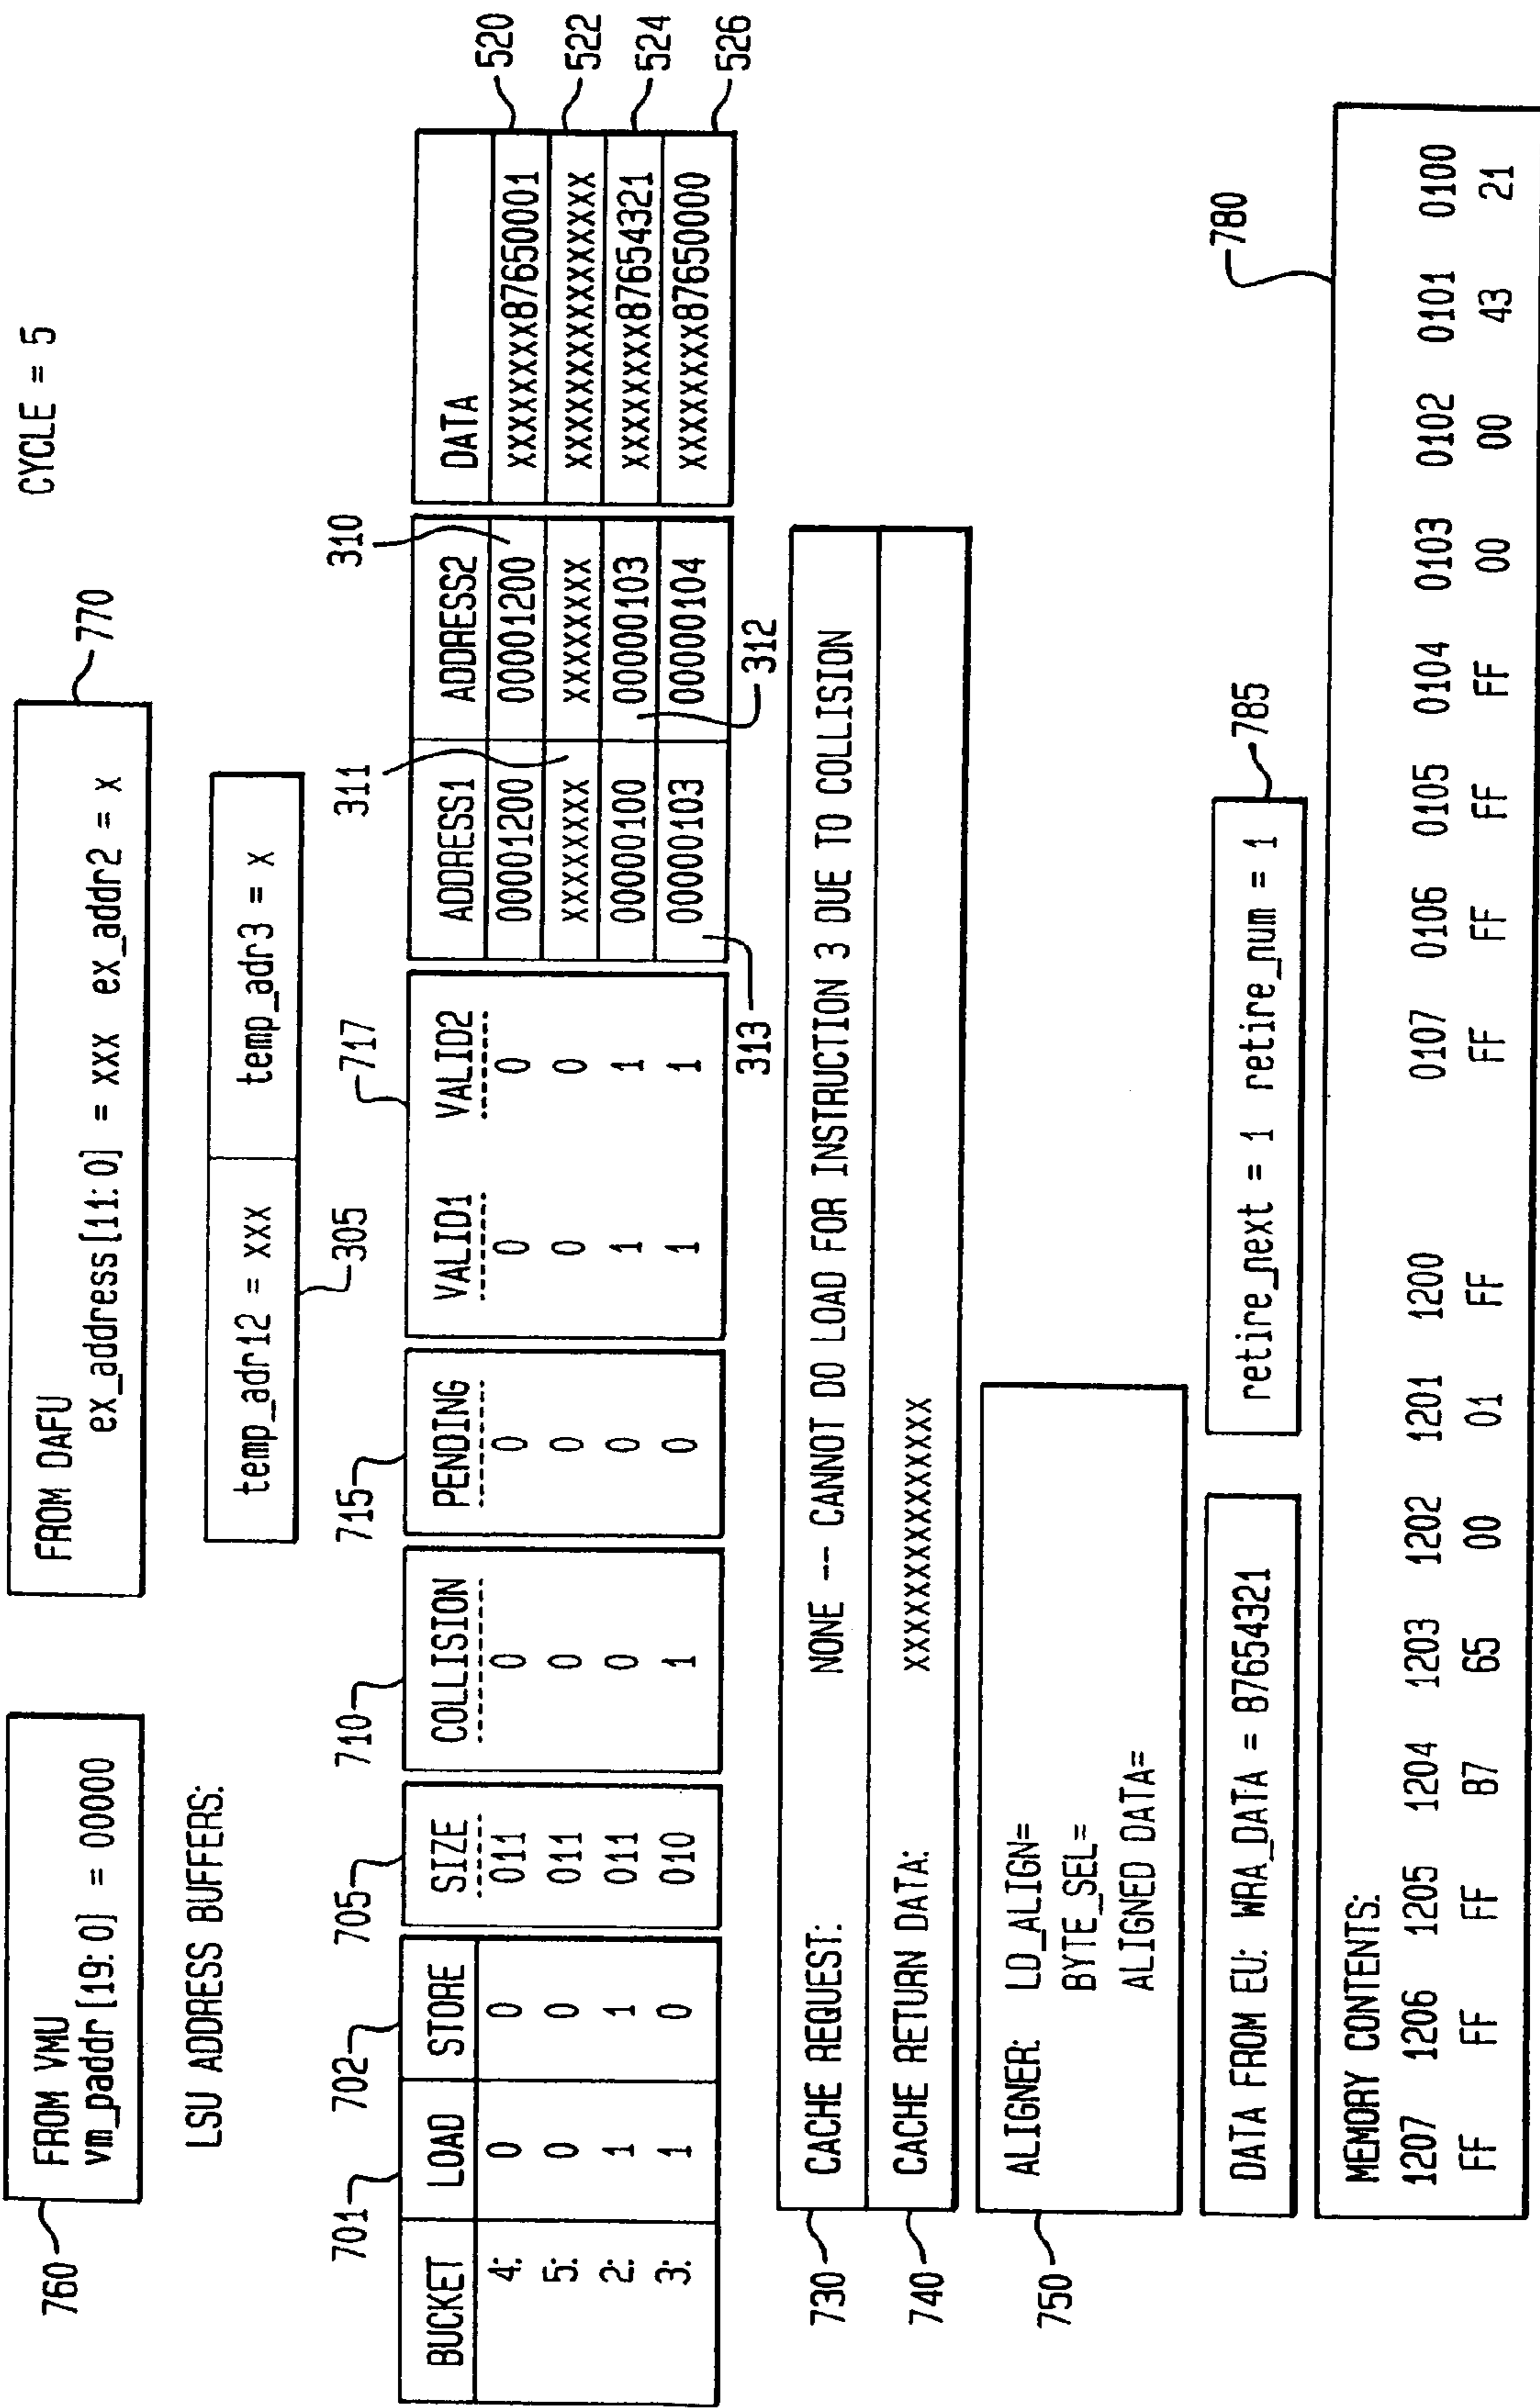 CYCLE = 5
760
FROM VMU
vm_paddr [19: 0] = 00000
FROM DAFU
ex_address [11: 0] = XXX ex_addr2 = X
770
LSU ADDRESS BUFFERS:
temp_adr12 = XXX temp_adr3 = X
305
701 702 705 710 715 717 311 310
BUCKET LOAD STORE SIZE COLLISION PENDING VALID1 VALID2 ADDRESS1 ADDRESS2 DATA
4: 0 0 011 0 0 0 0 00001200 00001200 XXXXXXXX87650001 520
5: 0 0 011 0 0 0 0 XXXXXXXX XXXXXXXX XXXXXXXXXXXXXXXX 522
2: 1 1 011 0 0 1 1 00000100 00000103 XXXXXXXX87654321 524
3: 1 0 010 1 0 1 1 00000103 00000104 XXXXXXXX87650000 526
313 312
730
CACHE REQUEST: NONE -- CANNOT DO LOAD FOR INSTRUCTION 3 DUE TO COLLISION
740
CACHE RETURN DATA: XXXXXXXXXXXXXXXX
750
ALIGNER: LD_ALIGN=
BYTE_SEL=
ALIGNED DATA=
DATA FROM EU: WRA_DATA = 87654321
retire_next = 1 retire_num = 1
785
780
MEMORY CONTENTS:
1207 1206 1205 1204 1203 1202 1201 1200 0107 0106 0105 0104 0103 0102 0101 0100
FF FF FF 87 65 00 01 FF FF FF FF FF 00 00 43 21